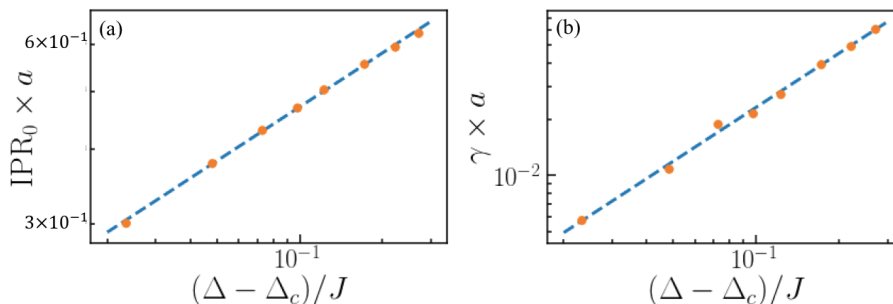 (a)
6×10⁻¹
IPR₀ × a
3×10⁻¹
10⁻¹
(Δ − Δ_c)/J
(b)
γ × a
10⁻²
10⁻¹
(Δ − Δ_c)/J